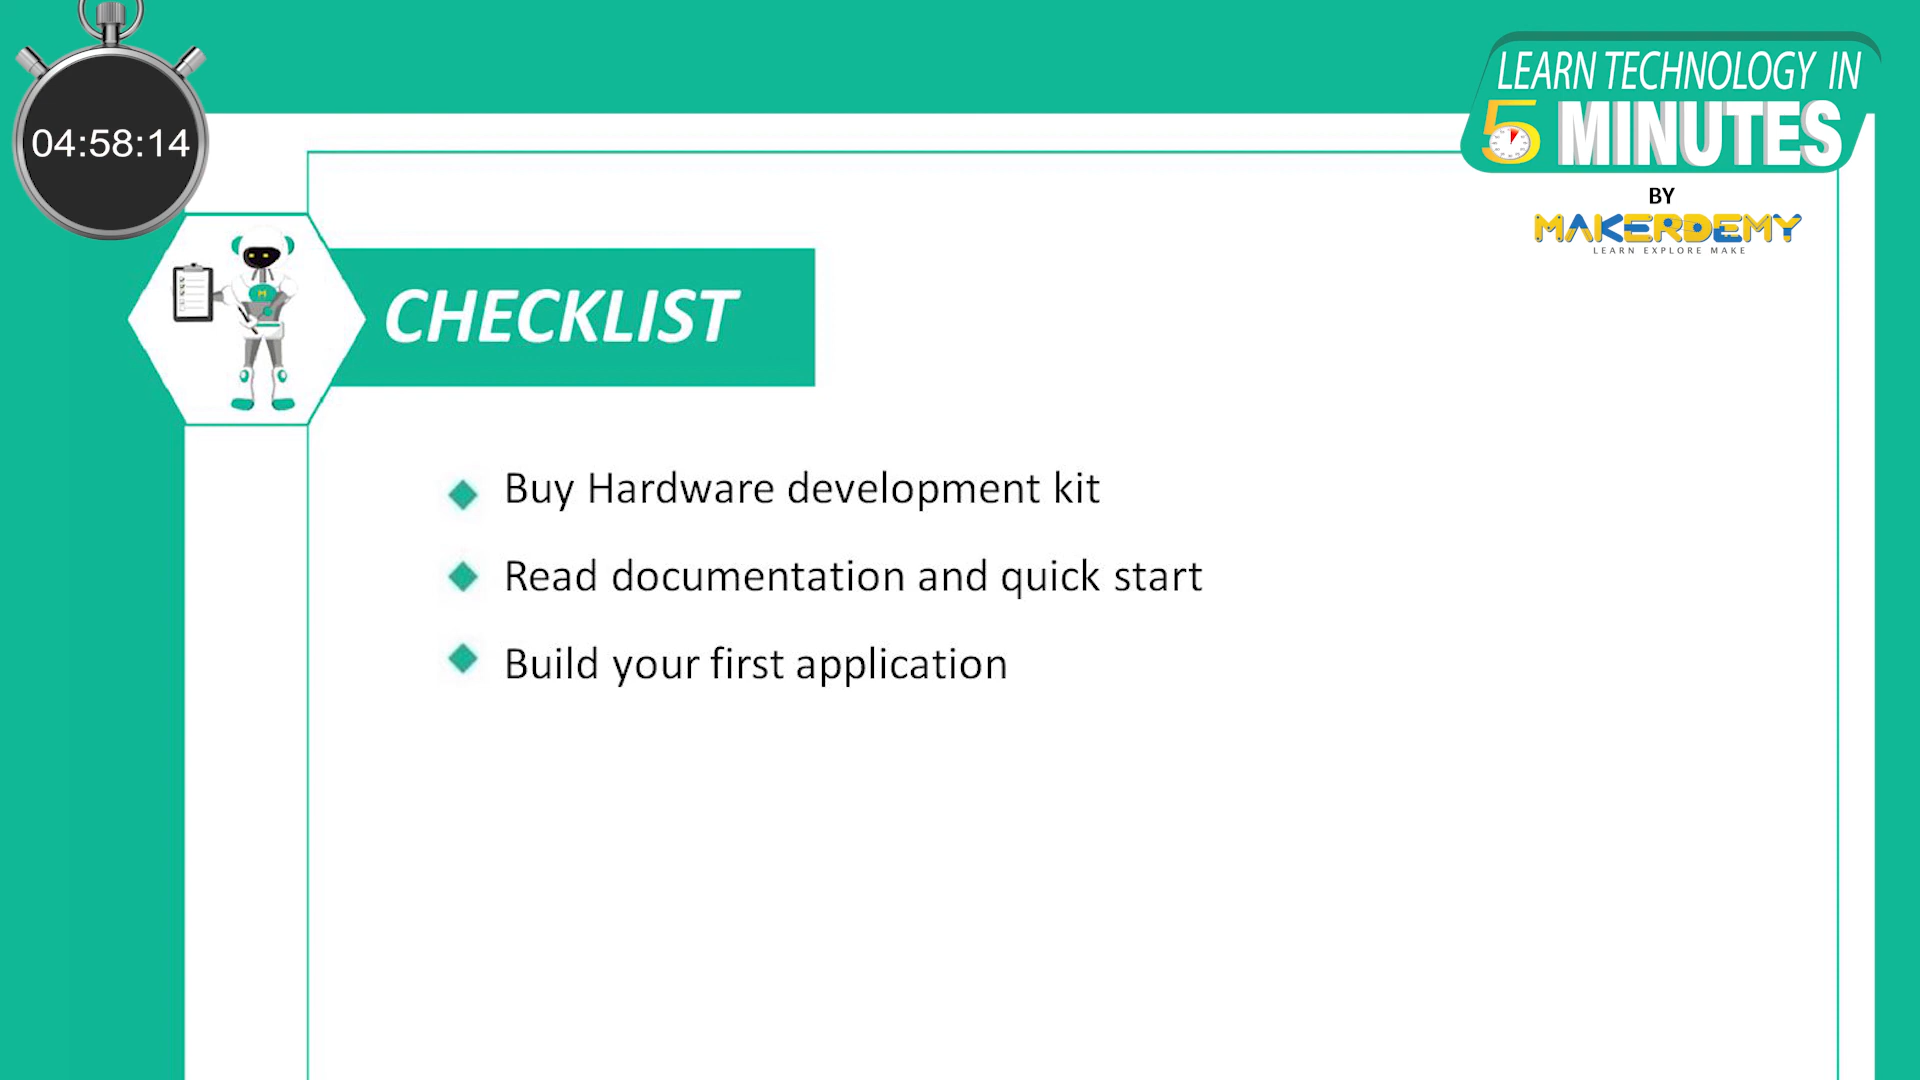 04:58:14
LEARN TECHNOLOGY IN
5 MINUTES
BY
MAKERDEMY
LEARN EXPLORE MAKE
CHECKLIST
Buy Hardware development kit
Read documentation and quick start
Build your first application